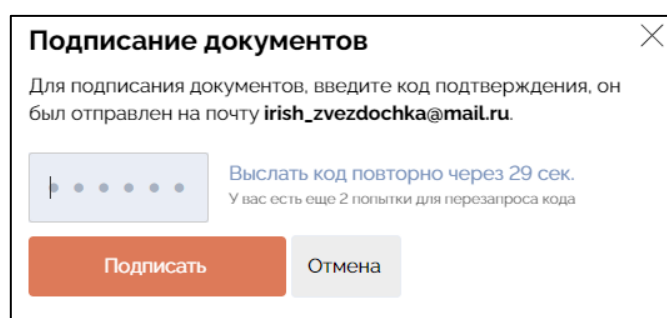 Подписание документов
Для подписания документов, введите код подтверждения, он
был отправлен на почту irish_zvezdochka@mail.ru.
Выслать код повторно через 29 сек.
У вас есть еще 2 попытки для перезапроса кода
Подписать
Отмена